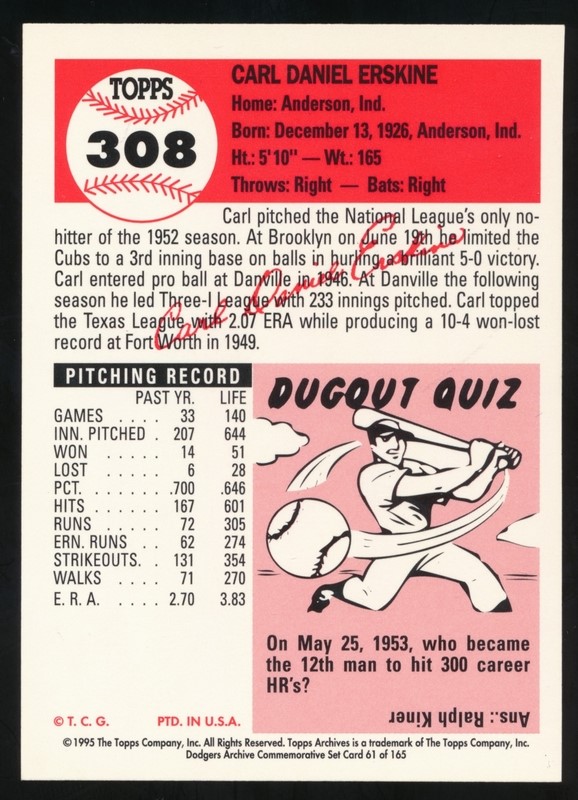 TOPPS
308
CARL DANIEL ERSKINE
Home: Anderson, Ind.
Born: December 13, 1926, Anderson, Ind.
Ht.: 5'10" — Wt.: 165
Throws: Right — Bats: Right
Carl pitched the National League's only no-
hitter of the 1952 season. At Brooklyn on June 19th he limited the
Cubs to a 3rd inning base on balls in hurling a brilliant 5-0 victory.
Carl entered pro ball at Danville in 1946. At Danville the following
season he led Three-I League with 233 innings pitched. Carl topped
the Texas League with 2.07 ERA while producing a 10-4 won-lost
record at Fort Worth in 1949.
Carl Daniel Erskine
PITCHING RECORD
PAST YR. LIFE
GAMES . . . . 33 140
INN. PITCHED . 207 644
WON . . . . . 14 51
LOST . . . . . 6 28
PCT. . . . . . . .700 .646
HITS . . . . . 167 601
RUNS . . . . . 72 305
ERN. RUNS . . 62 274
STRIKEOUTS. . 131 354
WALKS . . . . 71 270
E. R. A. . . . . 2.70 3.83
DUGOUT QUIZ
On May 25, 1953, who became
the 12th man to hit 300 career
HR's?
Ans.: Ralph Kiner
© T. C. G. PTD. IN U.S.A.
© 1995 The Topps Company, Inc. All Rights Reserved. Topps Archives is a trademark of The Topps Company, Inc.
Dodgers Archive Commemorative Set Card 61 of 165